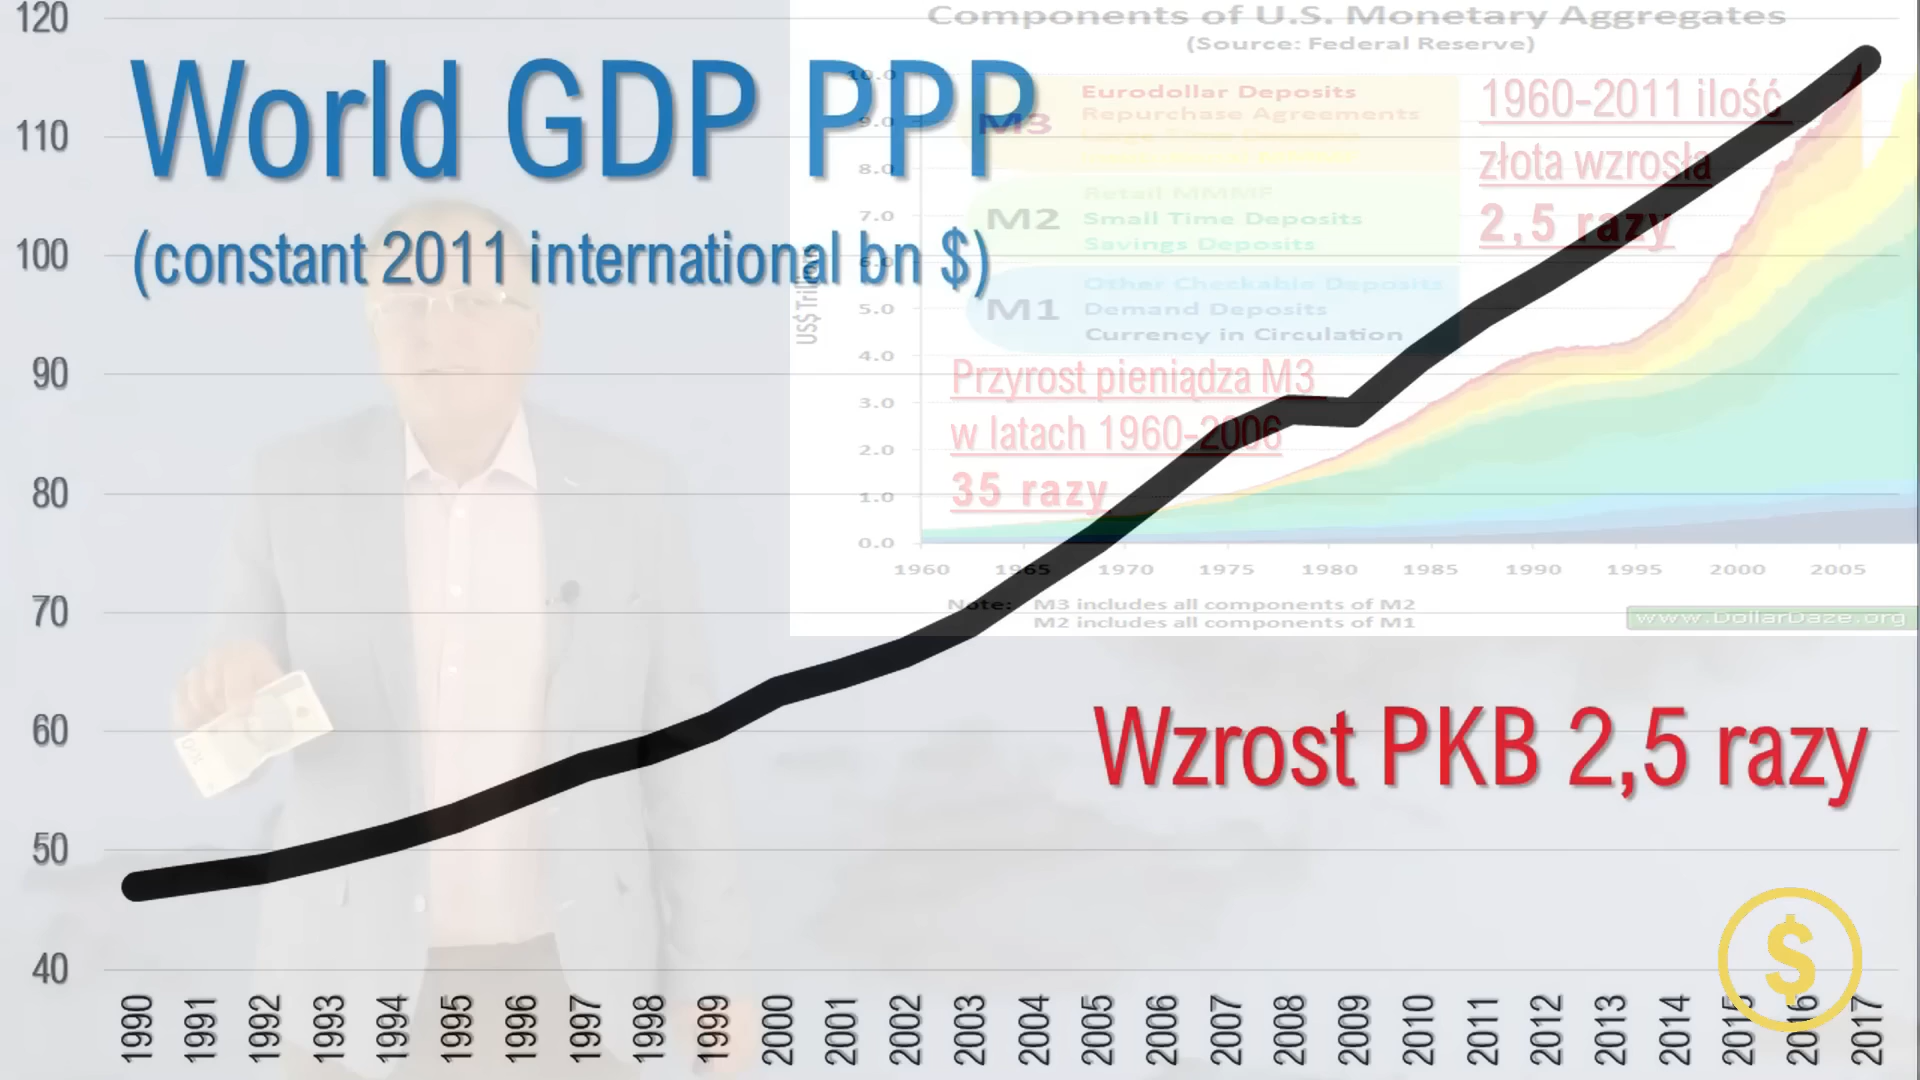 World GDP PPP
(constant 2011 international bn $)
120
110
100
90
80
70
60
50
40
1990
1991
1992
1993
1994
1995
1996
1997
1998
1999
2000
2001
2002
2003
2004
2005
2006
2007
2008
2009
2010
2011
2012
2013
2014
2015
2016
2017
Wzrost PKB 2,5 razy
$
Components of U.S. Monetary Aggregates
(Source: Federal Reserve)
10.0
9.0
8.0
7.0
6.0
5.0
4.0
3.0
2.0
1.0
0.0
M3
Eurodollar Deposits
Repurchase Agreements
M2
Retail MMMF
Small Time Deposits
Savings Deposits
M1
Other Checkable Deposits
Demand Deposits
Currency in Circulation
1960-2011 ilość
złota wzrosła
2,5 razy
Przyrost pieniądza M3
w latach 1960-2006
35 razy
1960
1965
1970
1975
1980
1985
1990
1995
2000
2005
Note: M3 includes all components of M2
M2 includes all components of M1
www.DollarDaze.org